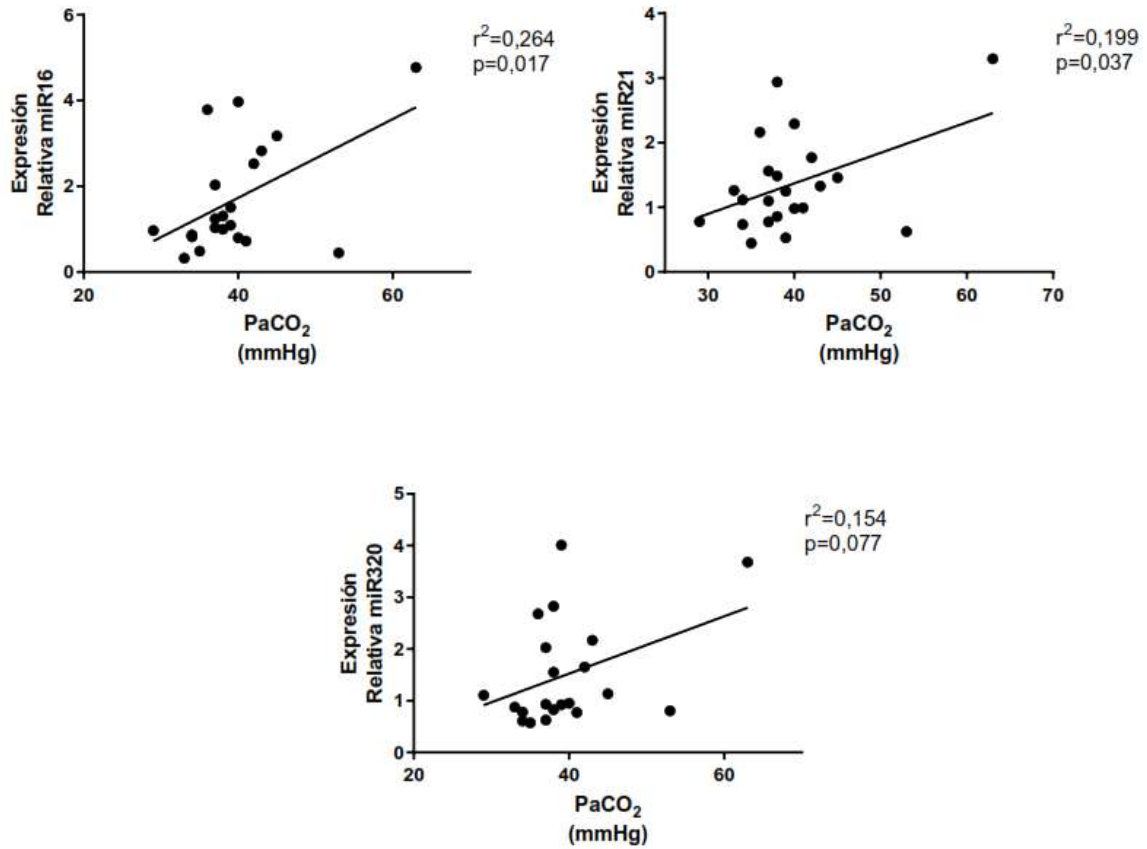 Expresión
Relativa miR16
6
4
2
0
20
40
60
PaCO2
(mmHg)
r2=0,264
p=0,017
Expresión
Relativa miR21
4
3
2
1
0
30
40
50
60
70
PaCO2
(mmHg)
r2=0,199
p=0,037
Expresión
Relativa miR320
5
4
3
2
1
0
20
40
60
PaCO2
(mmHg)
r2=0,154
p=0,077